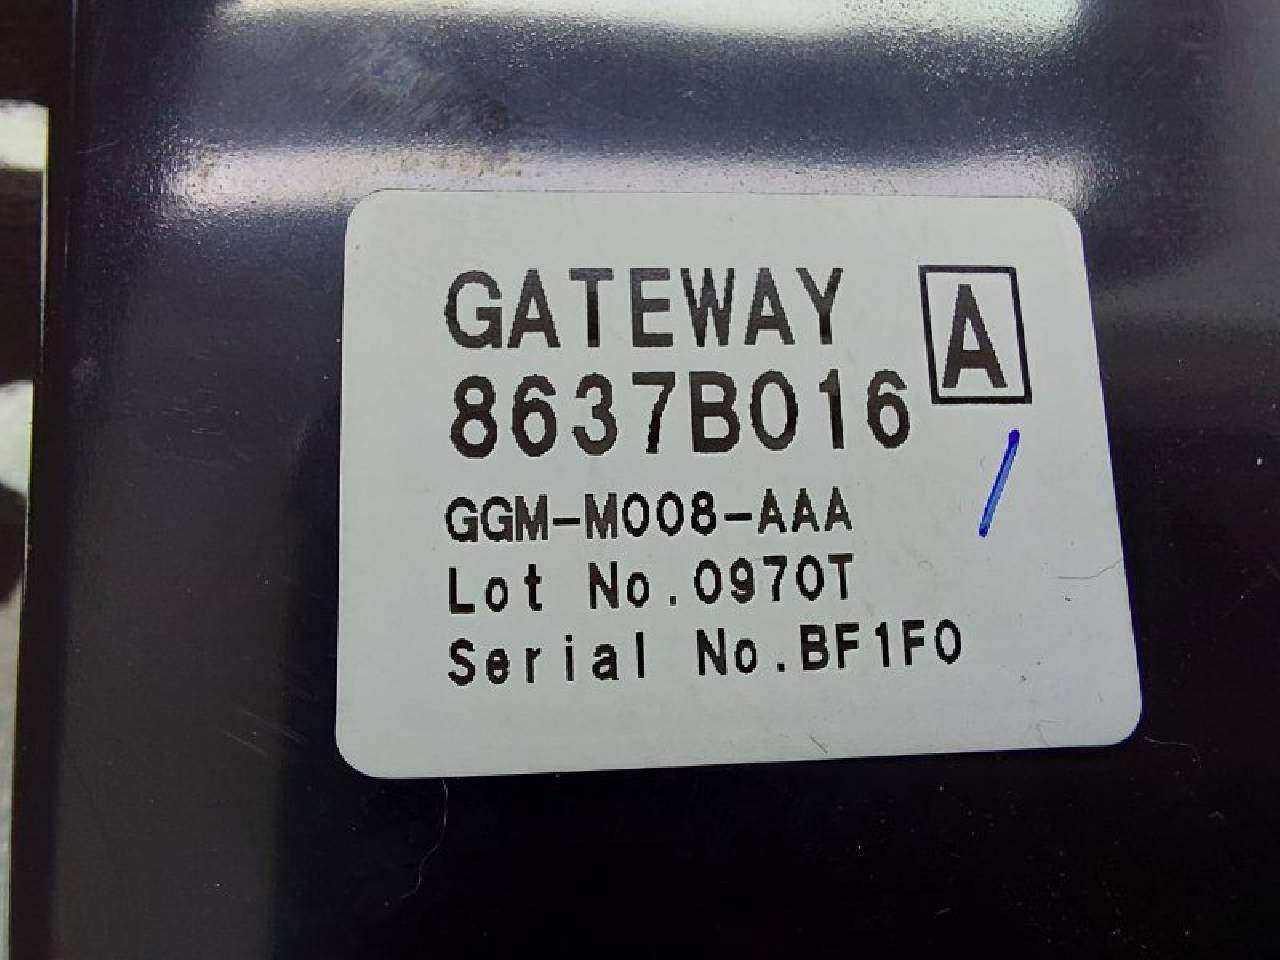 GATEWAY A
8637B016
GGM-M008-AAA
Lot No.0970T
Serial No.BF1F0